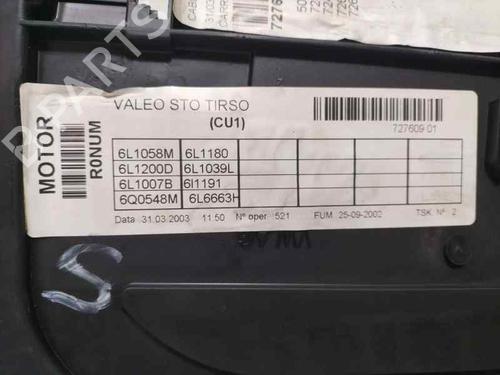 MOTOR
R0NUM
VALEO STO TIRSO
(CU1)
727609 01
6L1058M 6L1180
6L1200D 6L1039L
6L1007B 6I1191
6Q0548M 6L6663H
Data 31.03.2003 11:50 Nº oper 521 FUM 25-09-2002 TSK Nº 2
S
B-PARTS